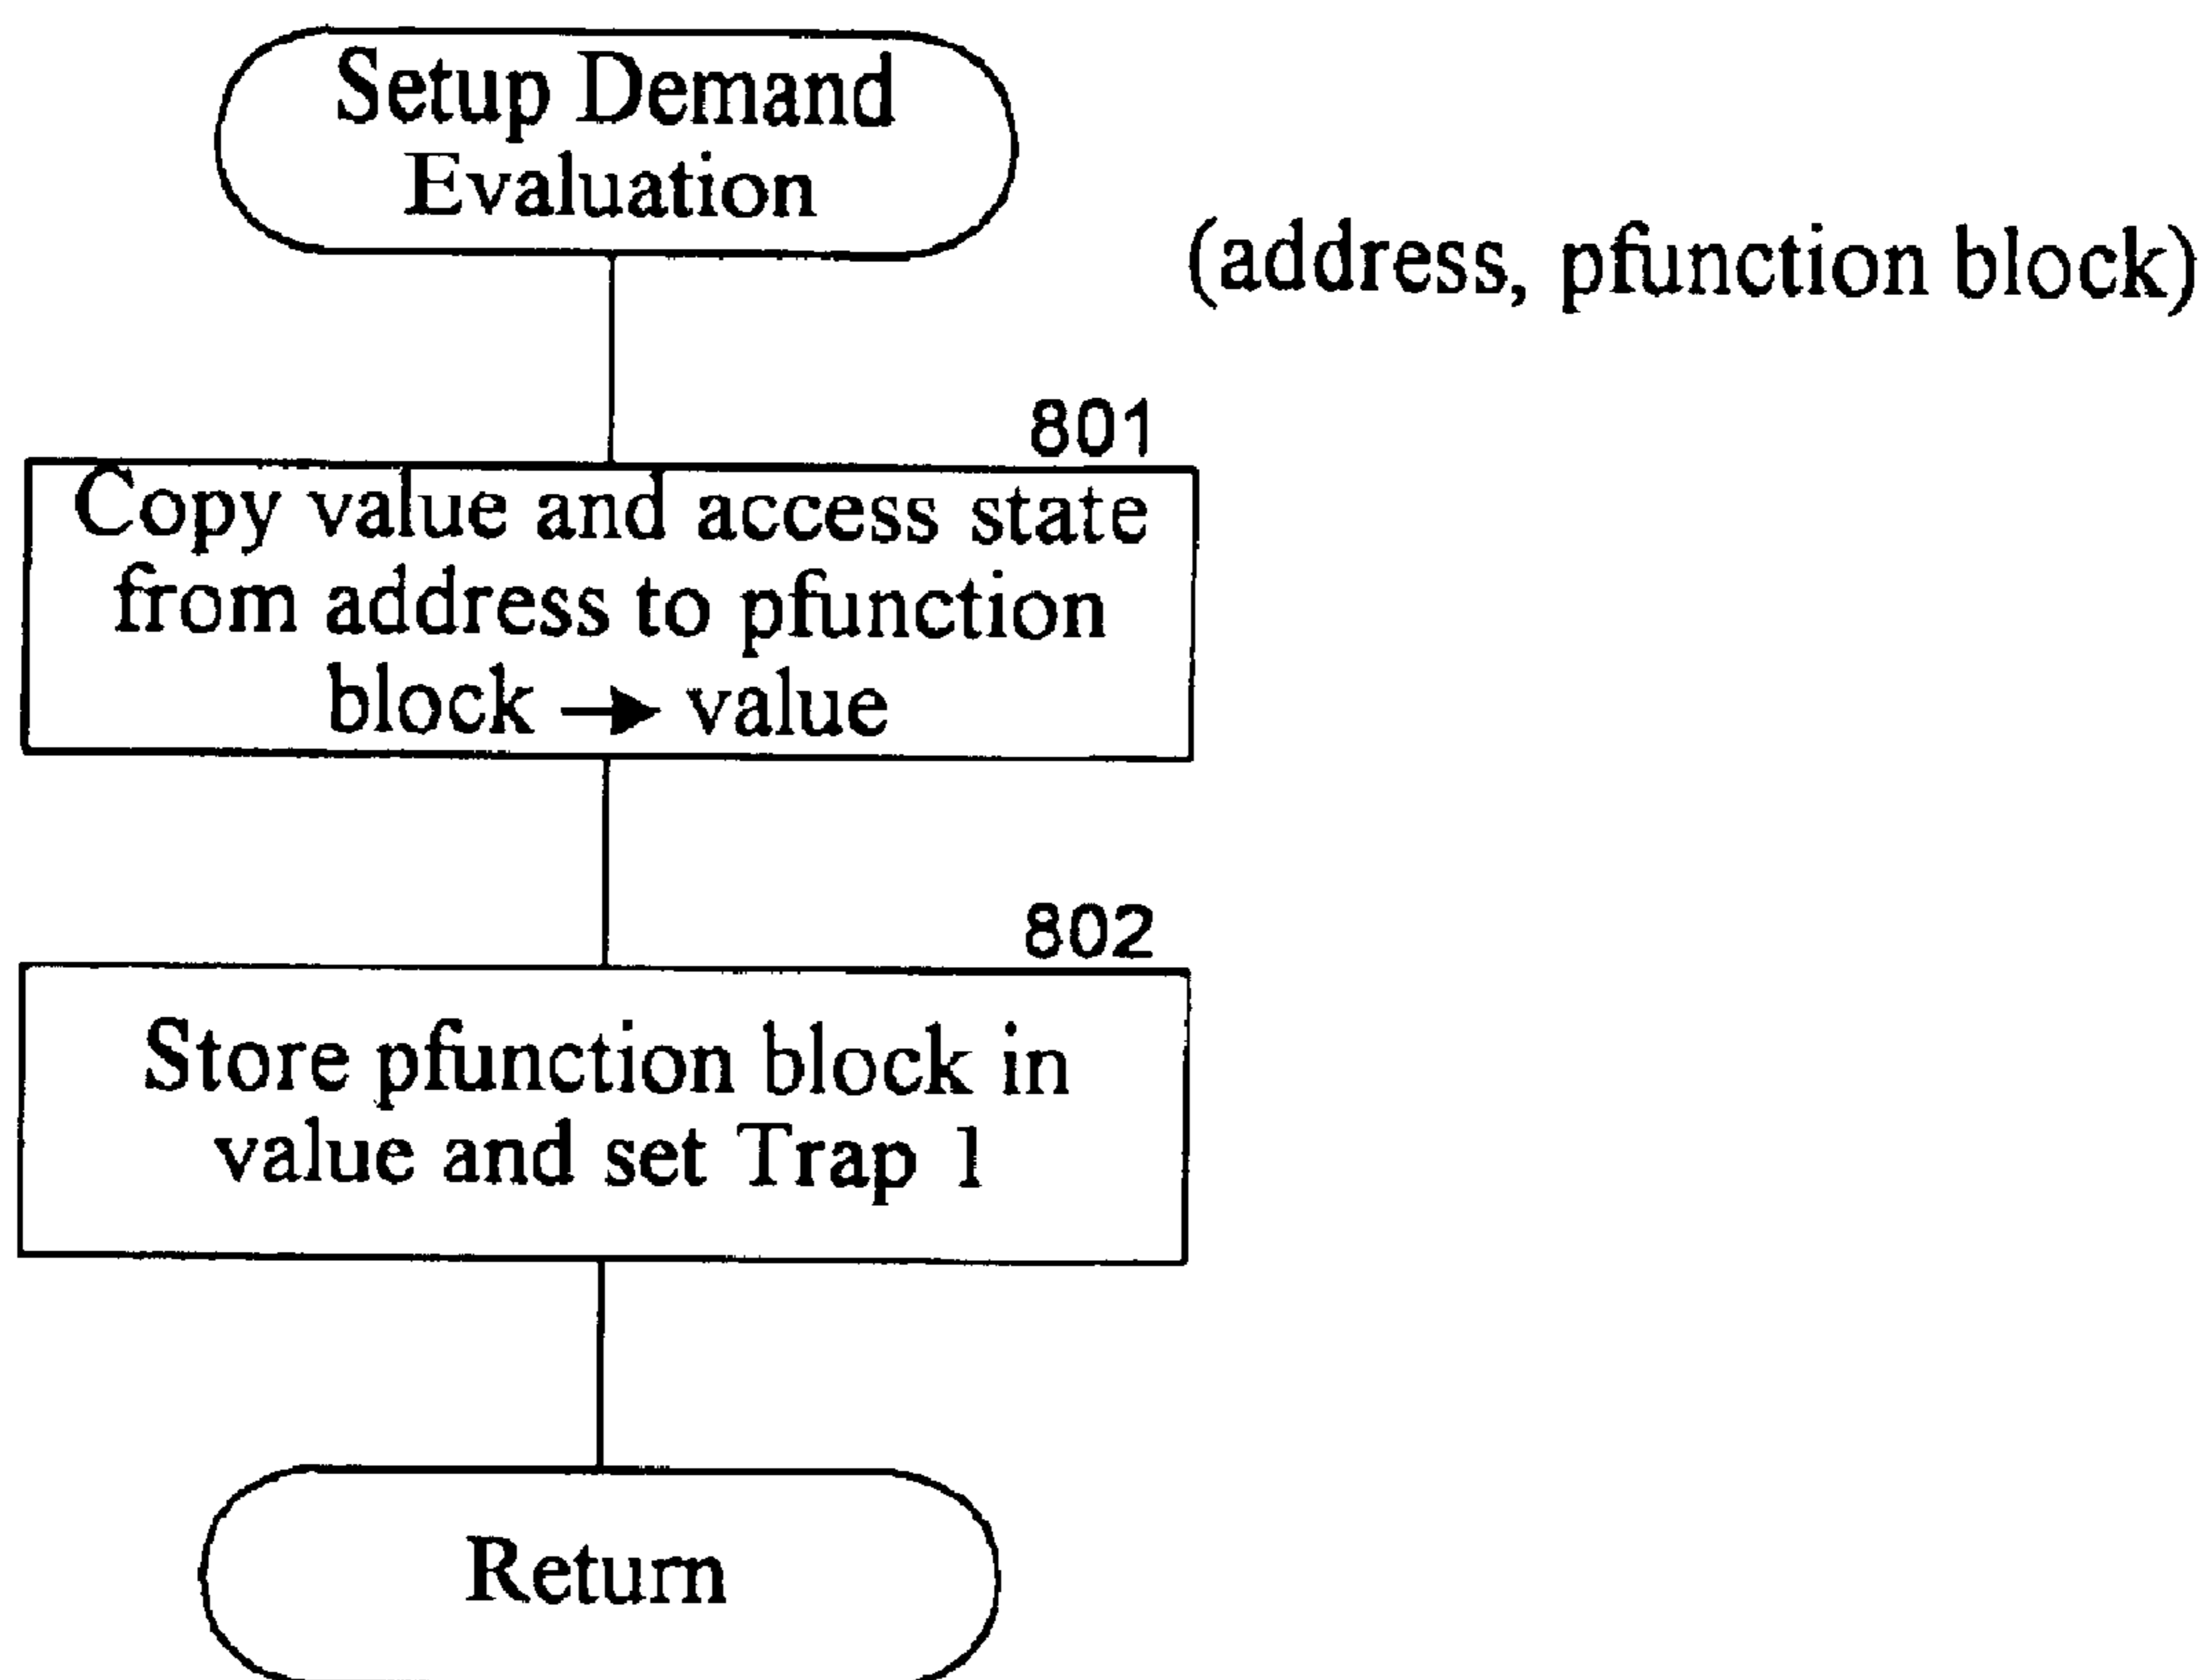 Setup Demand
Evaluation
(address, pfunction block)
801
Copy value and access state
from address to pfunction
block → value
802
Store pfunction block in
value and set Trap 1
Return